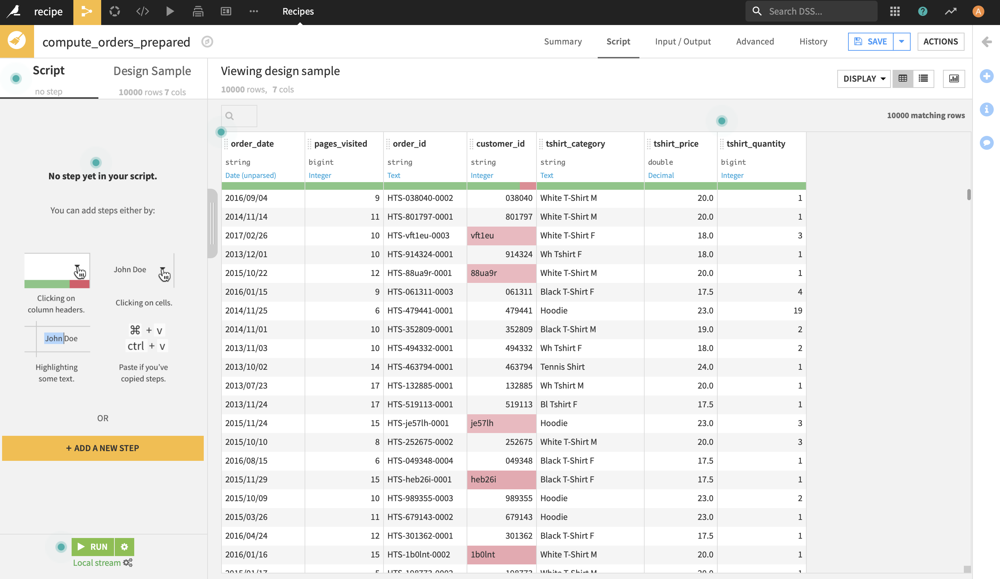 recipe
Recipes
Search DSS...
A
compute_orders_prepared
Summary
Script
Input / Output
Advanced
History
SAVE
ACTIONS
Script
no step
Design Sample
10000 rows 7 cols
Viewing design sample
10000 rows, 7 cols
DISPLAY
10000 matching rows
No step yet in your script.
You can add steps either by:
Clicking on
column headers.
John Doe
Clicking on cells.
John Doe
Highlighting
some text.
⌘ + v
ctrl + v
Paste if you've
copied steps.
OR
+ ADD A NEW STEP
RUN
Local stream
order_date pages_visited order_id customer_id tshirt_category tshirt_price tshirt_quantity
string bigint string string string double bigint
Date (unparsed) Integer Text Integer Text Decimal Integer
2016/09/04 9 HTS-038040-0002 038040 White T-Shirt M 20.0 1
2014/11/14 11 HTS-801797-0001 801797 White T-Shirt M 20.0 1
2017/02/26 10 HTS-vft1eu-0003 vft1eu White T-Shirt F 18.0 3
2013/12/01 10 HTS-914324-0001 914324 Wh Tshirt F 18.0 1
2015/10/22 12 HTS-88ua9r-0001 88ua9r White T-Shirt M 20.0 1
2016/01/15 9 HTS-061311-0003 061311 Black T-Shirt F 17.5 4
2014/11/25 6 HTS-479441-0001 479441 Hoodie 23.0 19
2014/11/01 10 HTS-352809-0001 352809 Black T-Shirt M 19.0 2
2013/11/03 10 HTS-494332-0001 494332 Wh Tshirt F 18.0 2
2013/10/02 14 HTS-463794-0001 463794 Tennis Shirt 24.0 1
2013/07/23 17 HTS-132885-0001 132885 Wh Tshirt M 20.0 1
2013/11/24 17 HTS-519113-0001 519113 Bl Tshirt F 17.5 1
2015/11/24 15 HTS-je57lh-0001 je57lh Hoodie 23.0 3
2015/10/10 8 HTS-252675-0002 252675 White T-Shirt M 20.0 3
2016/08/15 6 HTS-049348-0004 049348 Black T-Shirt F 17.5 1
2015/11/29 15 HTS-heb26i-0001 heb26i Black T-Shirt F 17.5 1
2015/10/09 10 HTS-989355-0003 989355 Hoodie 23.0 2
2015/03/26 11 HTS-679143-0002 679143 Hoodie 23.0 1
2016/04/24 12 HTS-301362-0001 301362 Black T-Shirt F 17.5 1
2016/01/16 15 HTS-1b0lnt-0002 1b0lnt White T-Shirt M 20.0 1